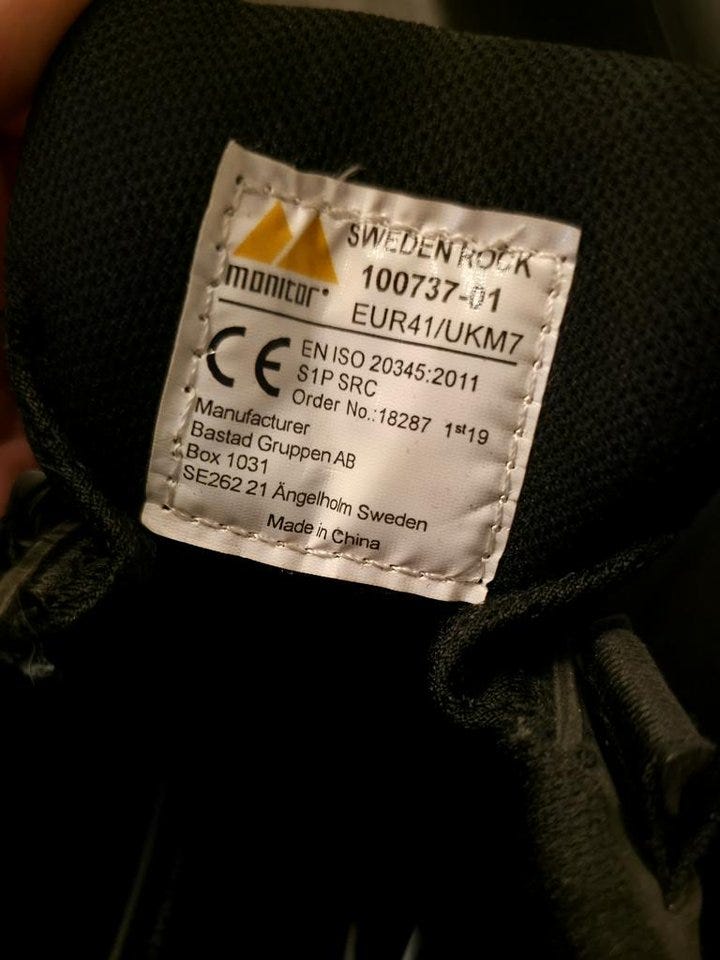 monitor
SWEDEN ROCK
100737-01
EUR41/UKM7
CE
EN ISO 20345:2011
S1P SRC
Order No.:18287 1st19
Manufacturer
Bastad Gruppen AB
Box 1031
SE262 21 Ängelholm Sweden
Made in China